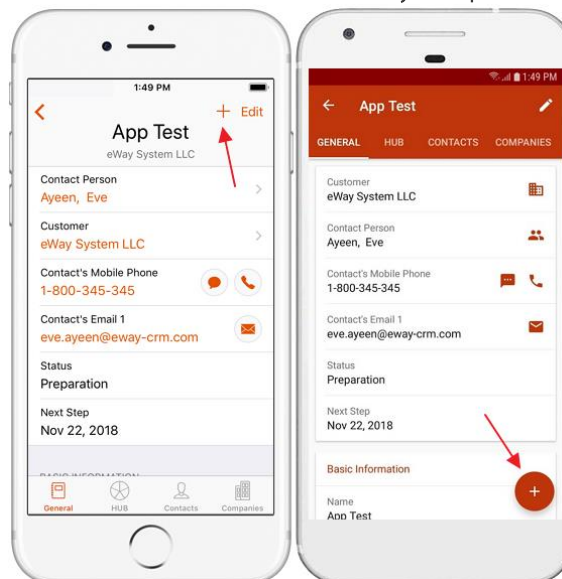 1:49 PM
+ Edit
App Test
eWay System LLC
Contact Person
Ayeen, Eve
Customer
eWay System LLC
Contact's Mobile Phone
1-800-345-345
Contact's Email 1
eve.ayeen@eway-crm.com
Status
Preparation
Next Step
Nov 22, 2018
BASIC INFORMATION
General
HUB
Contacts
Companies
1:49 PM
App Test
GENERAL
HUB
CONTACTS
COMPANIES
Customer
eWay System LLC
Contact Person
Ayeen, Eve
Contact's Mobile Phone
1-800-345-345
Contact's Email 1
eve.ayeen@eway-crm.com
Status
Preparation
Next Step
Nov 22, 2018
Basic Information
Name
App Test
+